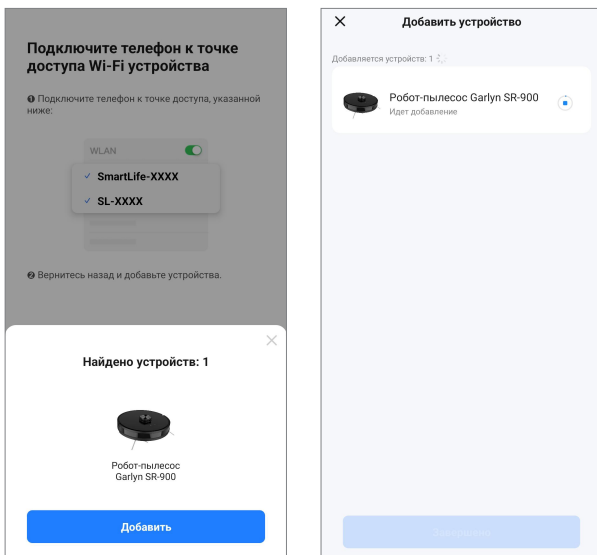 Подключите телефон к точке
доступа Wi-Fi устройства
❶ Подключите телефон к точке доступа, указанной
ниже:
WLAN
SmartLife-XXXX
SL-XXXX
❷ Вернитесь назад и добавьте устройства.
Найдено устройств: 1
Робот-пылесос
Garlyn SR-900
Добавить
Добавить устройство
Добавляется устройств: 1
Робот-пылесос Garlyn SR-900
Идет добавление